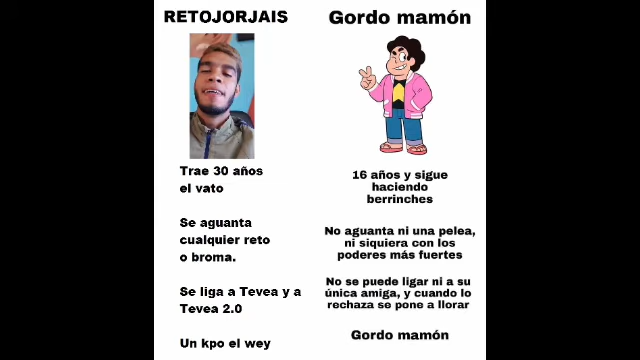 RETOJORJAIS
Trae 30 años
el vato
Se aguanta
cualquier reto
o broma.
Se liga a Tevea y a
Tevea 2.0
Un kpo el wey
Gordo mamón
16 años y sigue
haciendo
berrinches
No aguanta ni una pelea,
ni siquiera con los
poderes más fuertes
No se puede ligar ni a su
única amiga, y cuando lo
rechaza se pone a llorar
Gordo mamón